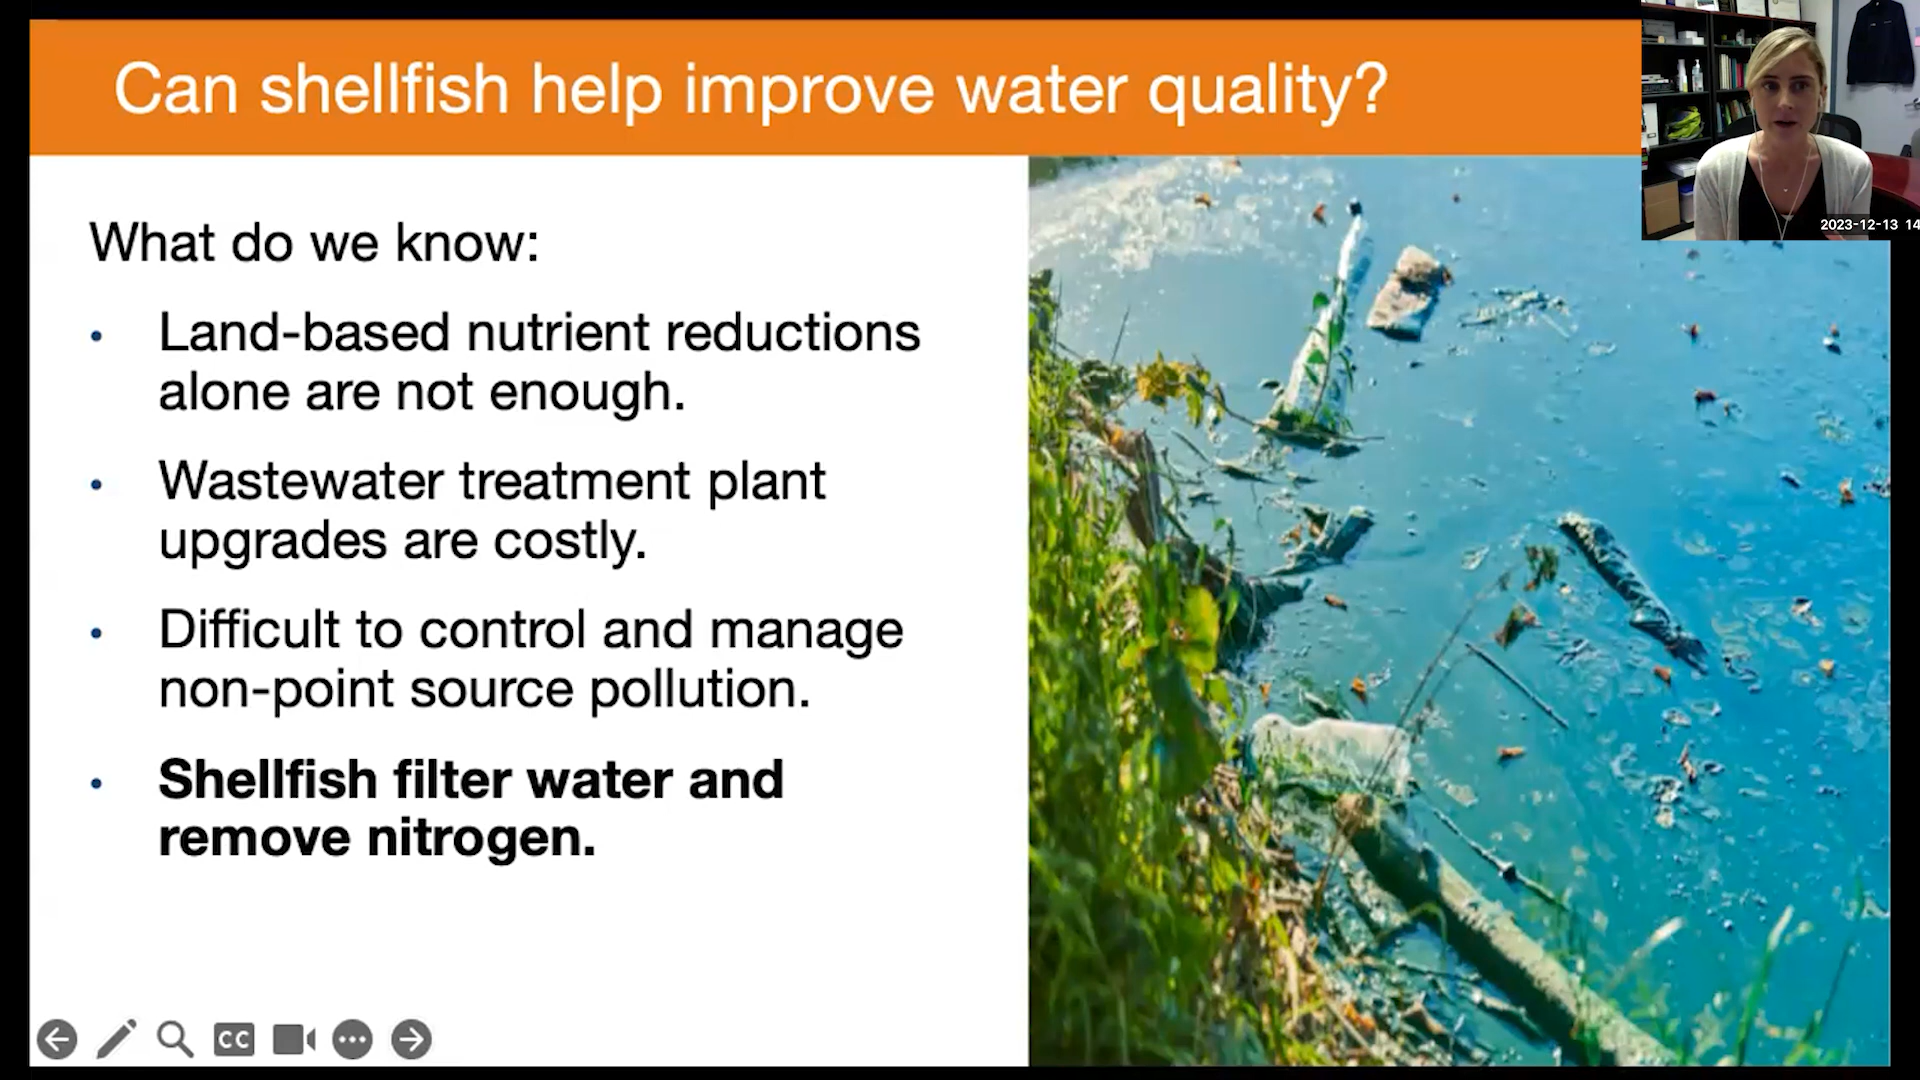 Can shellfish help improve water quality?
2023-12-13 14
What do we know:
• Land-based nutrient reductions
alone are not enough.
• Wastewater treatment plant
upgrades are costly.
• Difficult to control and manage
non-point source pollution.
• Shellfish filter water and
remove nitrogen.
CC